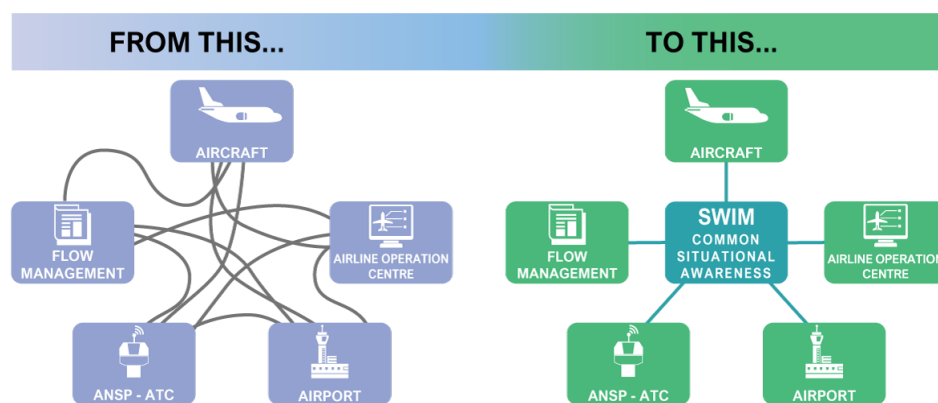 FROM THIS...
TO THIS...
AIRCRAFT
FLOW
MANAGEMENT
AIRLINE OPERATION
CENTRE
ANSP - ATC
AIRPORT
AIRCRAFT
FLOW
MANAGEMENT
SWIM
COMMON
SITUATIONAL
AWARENESS
AIRLINE OPERATION
CENTRE
ANSP - ATC
AIRPORT